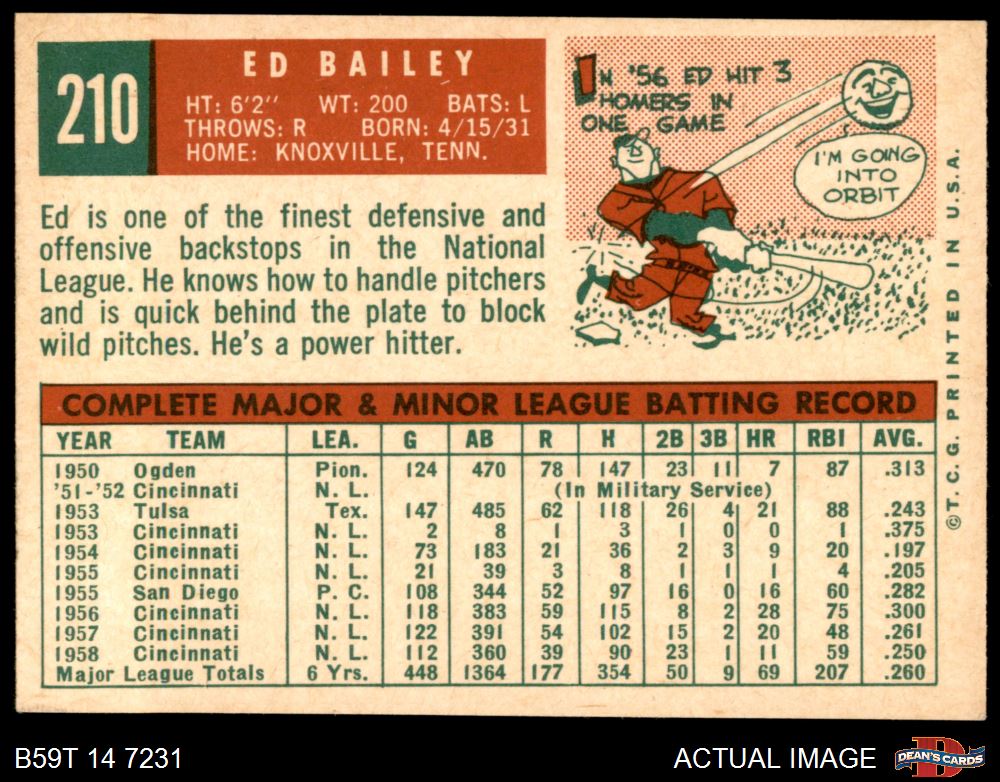 210
ED BAILEY
HT: 6'2" WT: 200 BATS: L
THROWS: R BORN: 4/15/31
HOME: KNOXVILLE, TENN.
IN '56 ED HIT 3
HOMERS IN
ONE GAME
I'M GOING
INTO
ORBIT
Ed is one of the finest defensive and
offensive backstops in the National
League. He knows how to handle pitchers
and is quick behind the plate to block
wild pitches. He's a power hitter.
COMPLETE MAJOR & MINOR LEAGUE BATTING RECORD
YEAR TEAM LEA. G AB R H 2B 3B HR RBI AVG.
1950 Ogden Pion. 124 470 78 147 23 11 7 87 .313
'51-'52 Cincinnati N. L. (In Military Service)
1953 Tulsa Tex. 147 485 62 118 26 4 21 88 .243
1953 Cincinnati N. L. 2 8 1 3 1 0 0 1 .375
1954 Cincinnati N. L. 73 183 21 36 2 3 9 20 .197
1955 Cincinnati N. L. 21 39 3 8 1 1 1 4 .205
1955 San Diego P. C. 108 344 52 97 16 0 16 60 .282
1956 Cincinnati N. L. 118 383 59 115 8 2 28 75 .300
1957 Cincinnati N. L. 122 391 54 102 15 2 20 48 .261
1958 Cincinnati N. L. 112 360 39 90 23 1 11 59 .250
Major League Totals 6 Yrs. 448 1364 177 354 50 9 69 207 .260
©T.C.G. PRINTED IN U.S.A.
B59T 14 7231
ACTUAL IMAGE
D
DEAN'S CARDS